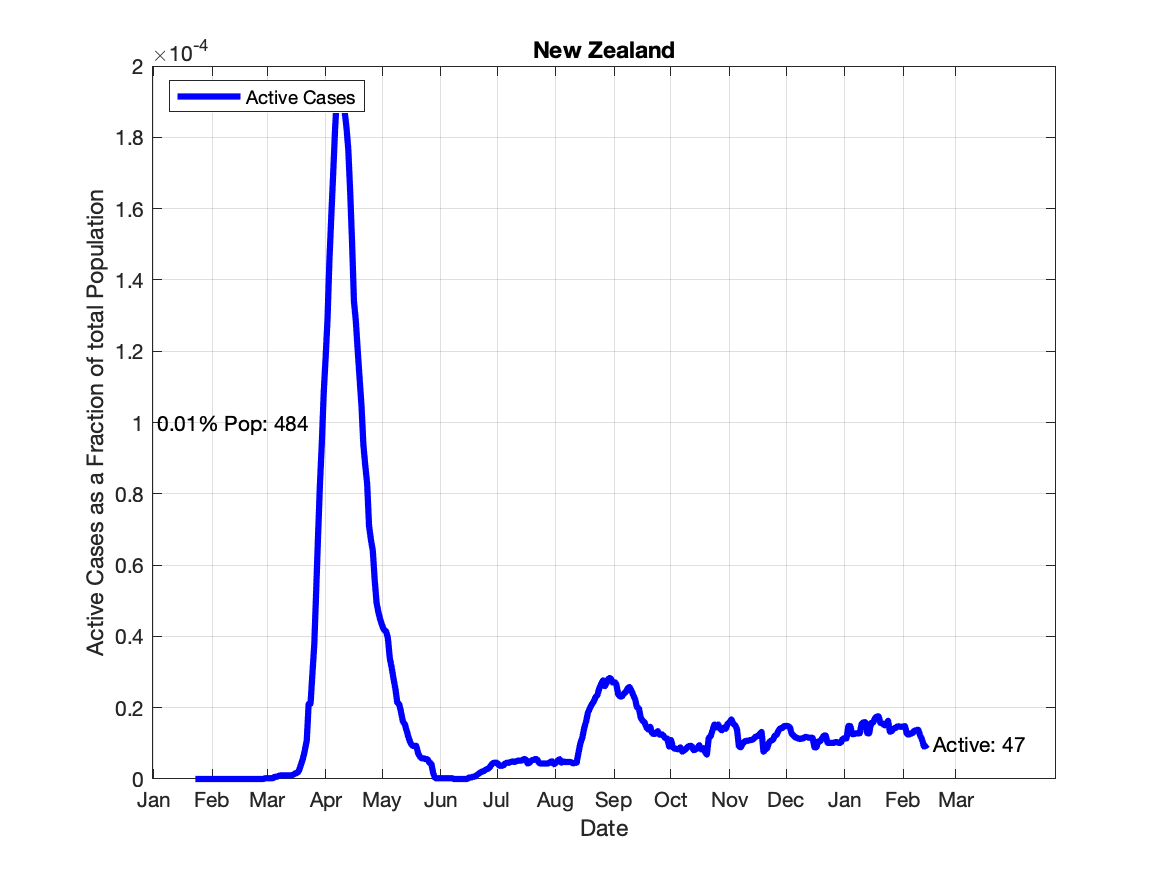 New Zealand
×10-4
Active Cases
2
1.8
1.6
1.4
1.2
1
0.8
0.6
0.4
0.2
0
Active Cases as a Fraction of total Population
0.01% Pop: 484
Active: 47
Jan Feb Mar Apr May Jun Jul Aug Sep Oct Nov Dec Jan Feb Mar
Date